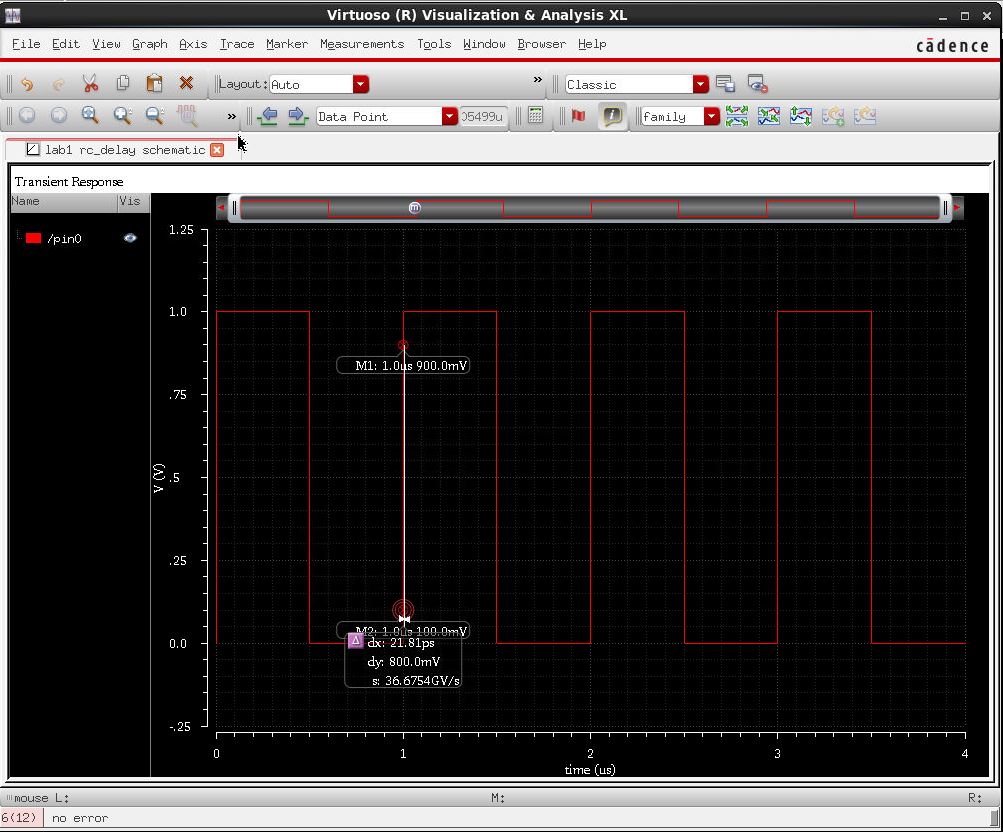 Virtuoso (R) Visualization & Analysis XL
File Edit View Graph Axis Trace Marker Measurements Tools Window Browser Help
cādence
Layout: Auto
»
Classic
»
Data Point
05499u
family
lab1 rc_delay schematic
Transient Response
Name Vis
/pin0
m
1.25
1.0
.75
.5
.25
0.0
-.25
V (V)
M1: 1.0us 900.0mV
M2: 1.0us 100.0mV
Δ
dx: 21.81ps
dy: 800.0mV
s: 36.6754GV/s
0 1 2 3 4
time (us)
mouse L: M: R:
6(12) no error